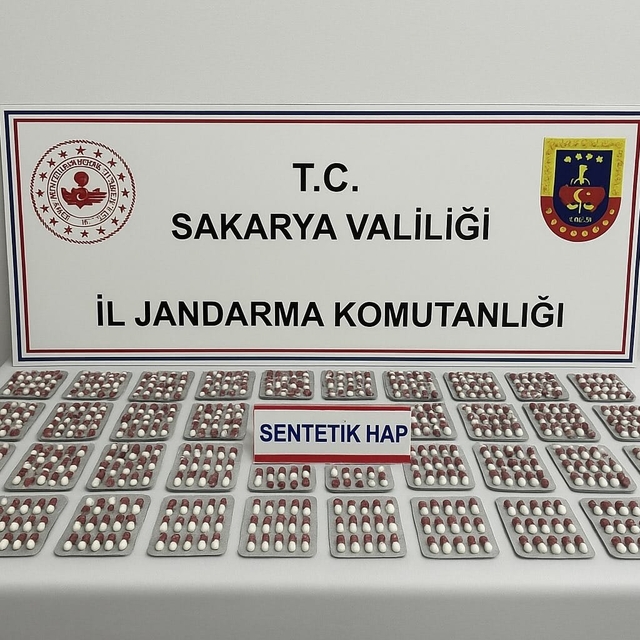 T.C.
SAKARYA VALİLİĞİ
İL JANDARMA KOMUTANLIĞI
SENTETİK HAP